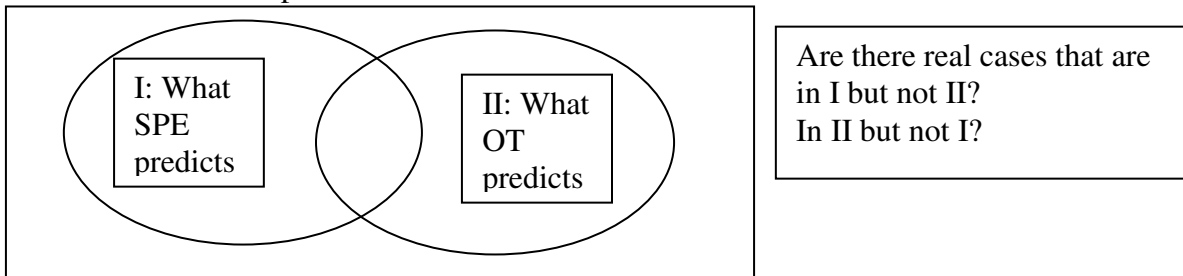 I: What
SPE
predicts
II: What
OT
predicts
Are there real cases that are
in I but not II?
In II but not I?